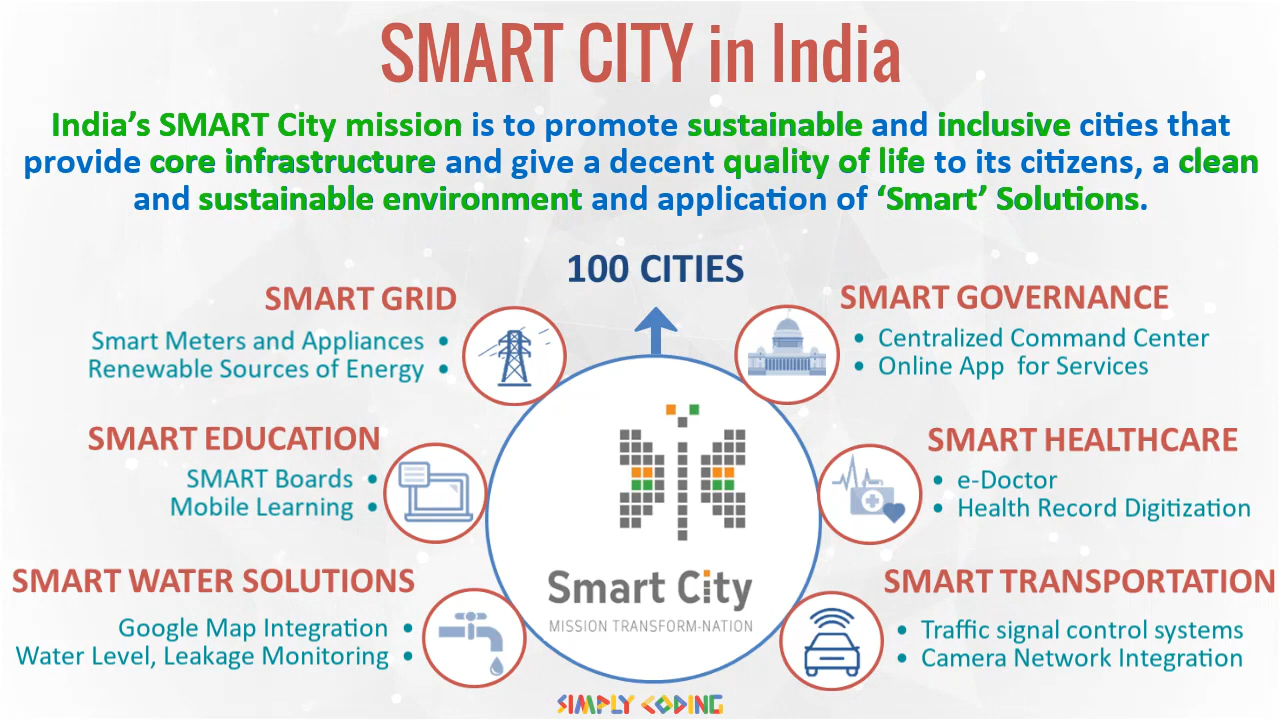 SMART CITY in India
India's SMART City mission is to promote sustainable and inclusive cities that
provide core infrastructure and give a decent quality of life to its citizens, a clean
and sustainable environment and application of ‘Smart’ Solutions.
100 CITIES
SMART GRID
Smart Meters and Appliances •
Renewable Sources of Energy •
SMART EDUCATION
SMART Boards •
Mobile Learning •
SMART WATER SOLUTIONS
Google Map Integration •
Water Level, Leakage Monitoring •
Smart City
MISSION TRANSFORM-NATION
SMART GOVERNANCE
• Centralized Command Center
• Online App for Services
SMART HEALTHCARE
• e-Doctor
• Health Record Digitization
SMART TRANSPORTATION
• Traffic signal control systems
• Camera Network Integration
SIMPLY CODING